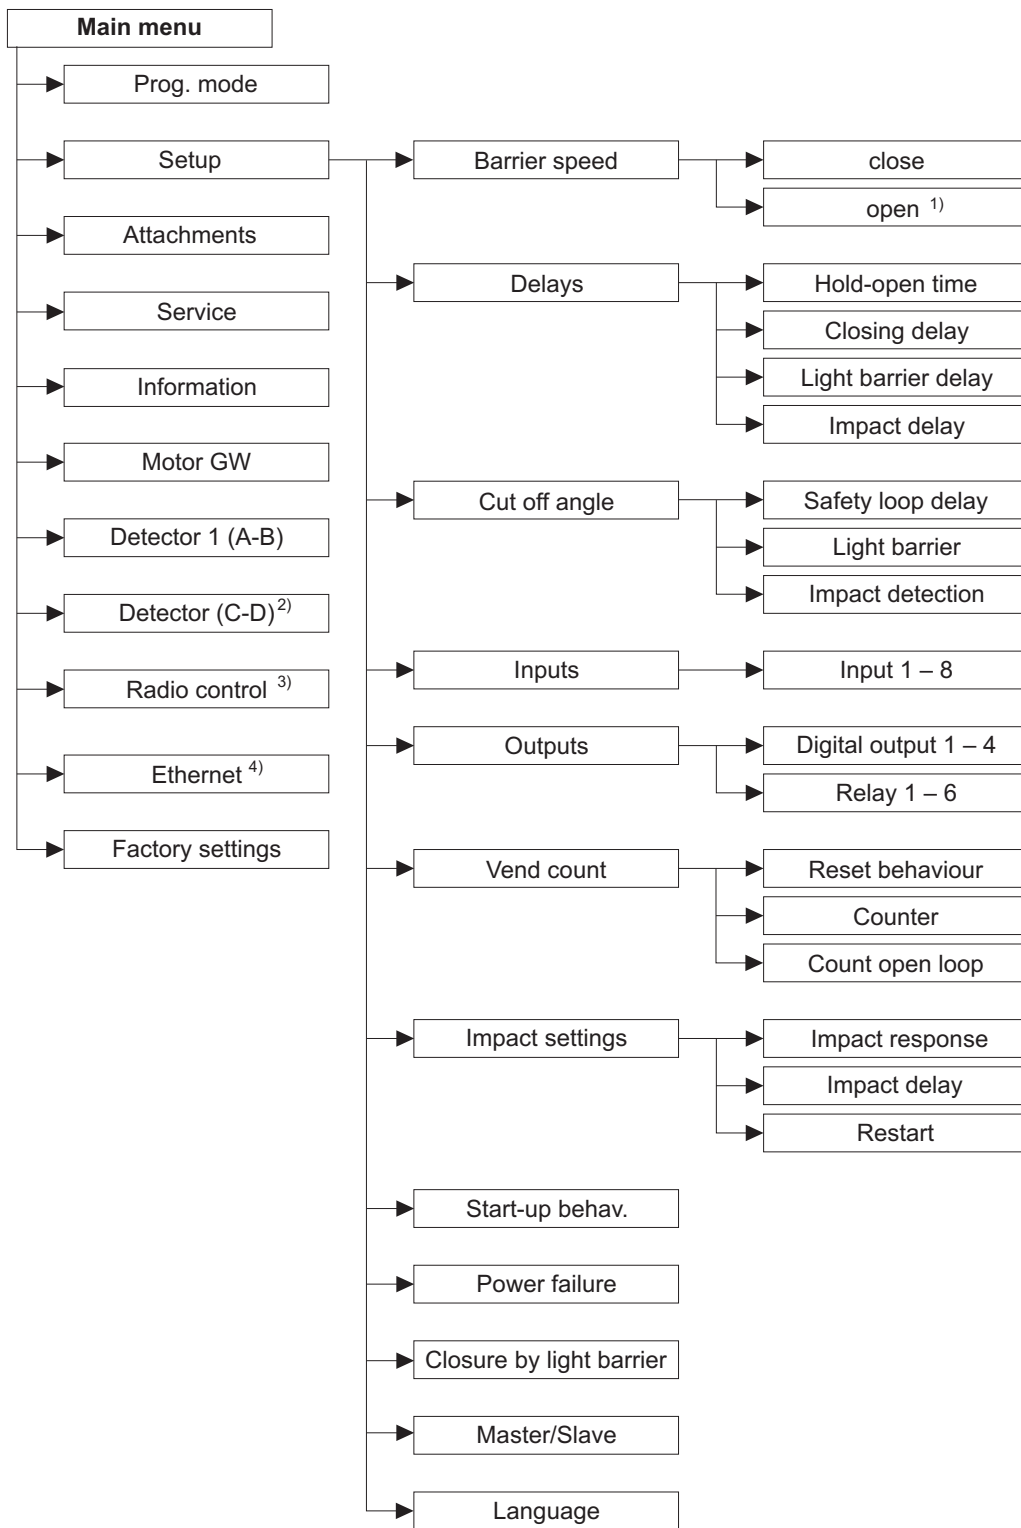 Main menu
Prog. mode
Setup
Barrier speed
close
open 1)
Attachments
Delays
Hold-open time
Closing delay
Light barrier delay
Impact delay
Service
Information
Motor GW
Cut off angle
Safety loop delay
Light barrier
Impact detection
Detector 1 (A-B)
Detector (C-D) 2)
Radio control 3)
Inputs
Input 1 – 8
Ethernet 4)
Outputs
Digital output 1 – 4
Relay 1 – 6
Factory settings
Vend count
Reset behaviour
Counter
Count open loop
Impact settings
Impact response
Impact delay
Restart
Start-up behav.
Power failure
Closure by light barrier
Master/Slave
Language